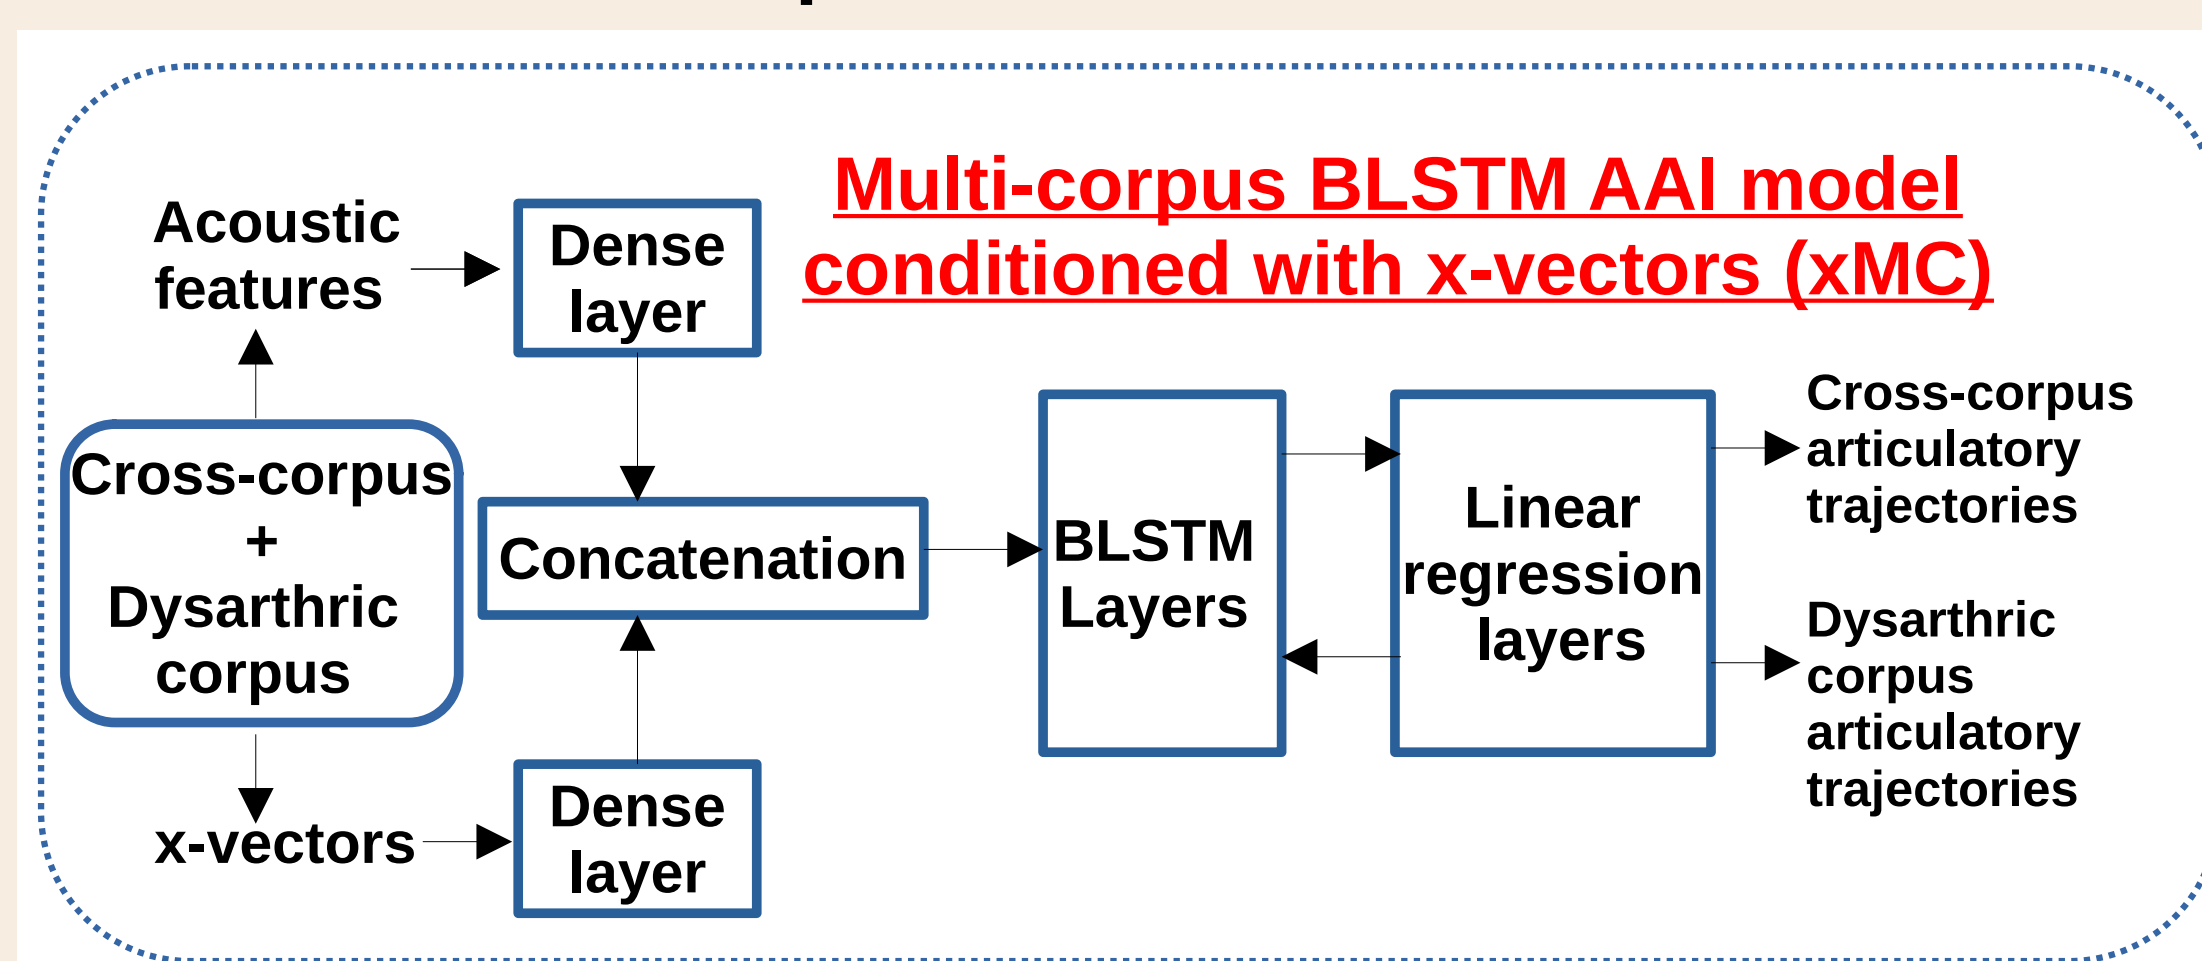 Multi-corpus BLSTM AAI model
conditioned with x-vectors (xMC)
Acoustic
features
Dense
layer
Cross-corpus
+
Dysarthric
corpus
Concatenation
x-vectors
Dense
layer
BLSTM
Layers
Linear
regression
layers
Cross-corpus
articulatory
trajectories
Dysarthric
corpus
articulatory
trajectories